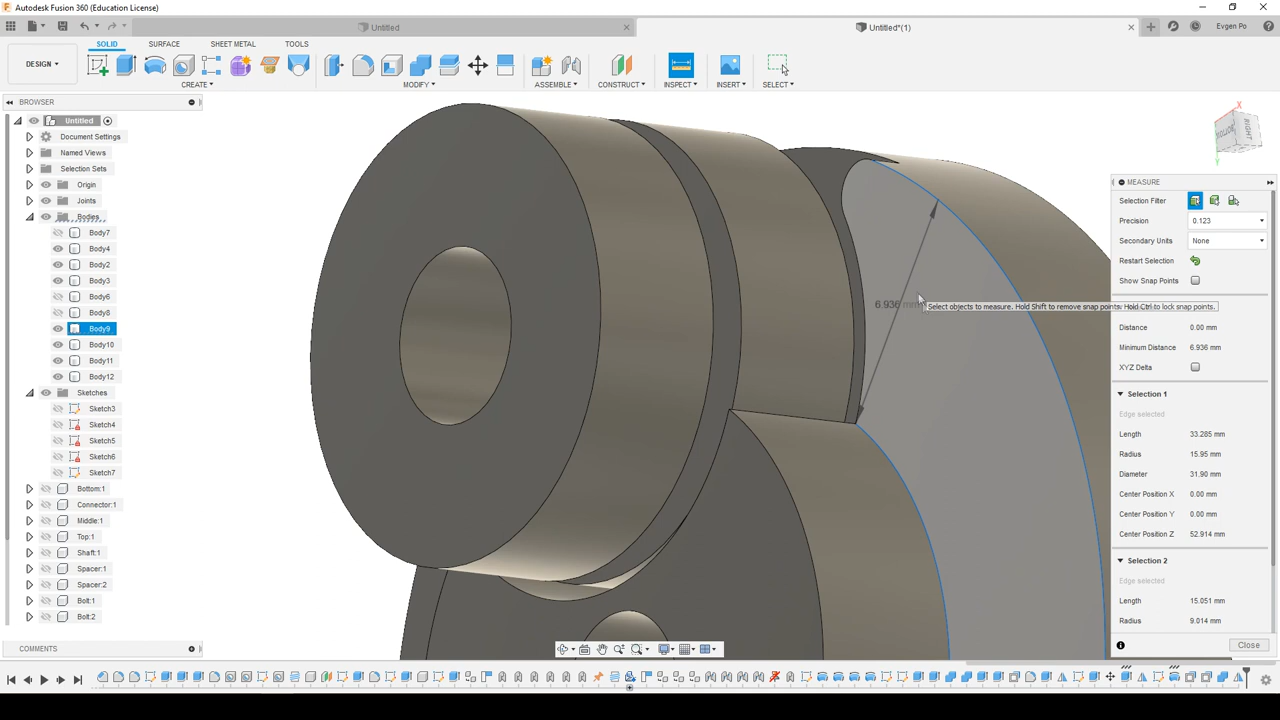 Autodesk Fusion 360 (Education License)
Untitled
Untitled*(1)
Evgen Po
SOLID SURFACE SHEET METAL TOOLS
DESIGN
CREATE MODIFY ASSEMBLE CONSTRUCT INSPECT INSERT SELECT
BROWSER
Untitled
Document Settings
Named Views
Selection Sets
Origin
Joints
Bodies
Body7
Body4
Body2
Body3
Body6
Body8
Body9
Body10
Body11
Body12
Sketches
Sketch3
Sketch4
Sketch5
Sketch6
Sketch7
Bottom:1
Connector:1
Middle:1
Top:1
Shaft:1
Spacer:1
Spacer:2
Bolt:1
Bolt:2
COMMENTS
6.936 mm
Select objects to measure. Hold Shift to remove snap points. Hold Ctrl to lock snap points.
X
Y
BOTTOM
RIGHT
MEASURE
Selection Filter
Precision 0.123
Secondary Units None
Restart Selection
Show Snap Points
Distance 0.00 mm
Minimum Distance 6.936 mm
XYZ Delta
Selection 1
Edge selected
Length 33.285 mm
Radius 15.95 mm
Diameter 31.90 mm
Center Position X 0.00 mm
Center Position Y 0.00 mm
Center Position Z 52.914 mm
Selection 2
Edge selected
Length 15.051 mm
Radius 9.014 mm
Close